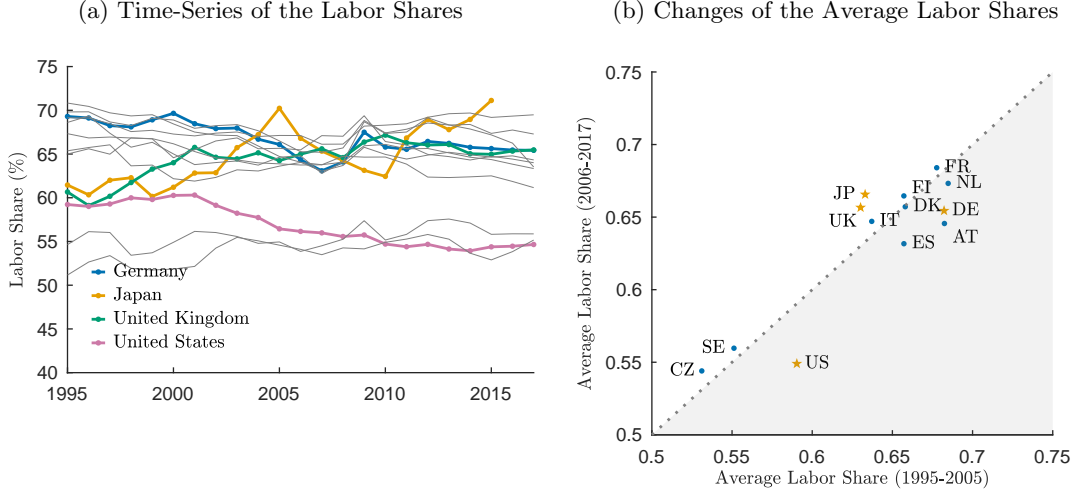 (a) Time-Series of the Labor Shares
75
70
65
60
55
50
45
40
Labor Share (%)
Germany
Japan
United Kingdom
United States
1995 2000 2005 2010 2015
(b) Changes of the Average Labor Shares
0.75
0.7
0.65
0.6
0.55
0.5
Average Labor Share (2006-2017)
FR
NL
JP
FI
DK
DE
UK
IT
AT
ES
SE
CZ
US
0.5 0.55 0.6 0.65 0.7 0.75
Average Labor Share (1995-2005)